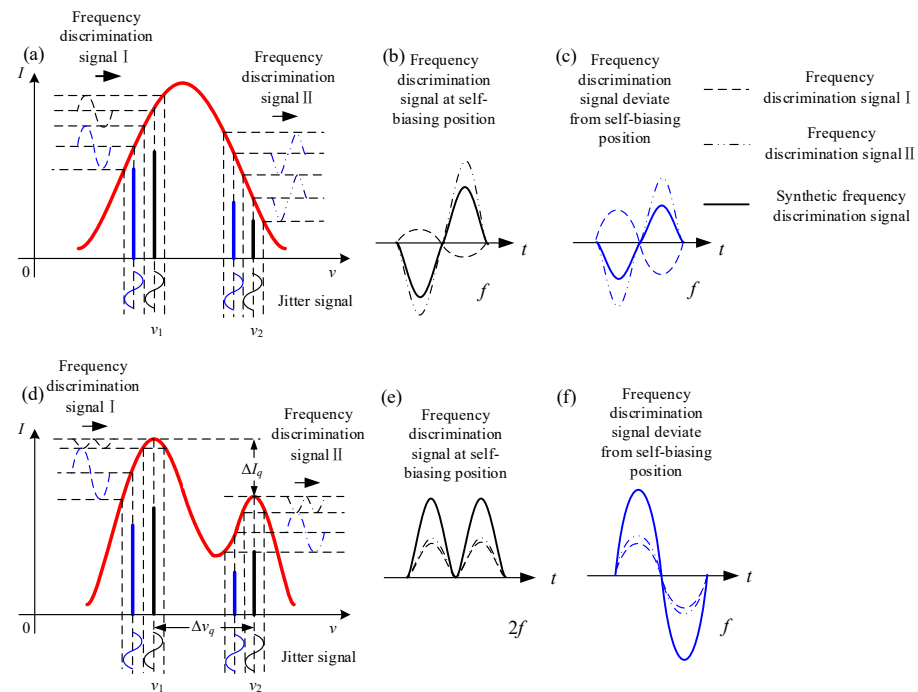 (a)
Frequency
discrimination
signal Ⅰ
I
Frequency
discrimination
signal Ⅱ
0
v
Jitter signal
v1
v2
(b)
Frequency
discrimination
signal at self-
biasing position
t
f
(c)
Frequency
discrimination
signal deviate
from self-biasing
position
t
f
Frequency
discrimination signal Ⅰ
Frequency
discrimination signal Ⅱ
Synthetic frequency
discrimination signal
(d)
Frequency
discrimination
signal Ⅰ
I
Frequency
discrimination
signal Ⅱ
ΔIq
Δvq
0
v
Jitter signal
v1
v2
(e)
Frequency
discrimination
signal at self-
biasing position
t
2f
(f)
Frequency
discrimination
signal deviate
from self-biasing
position
t
f